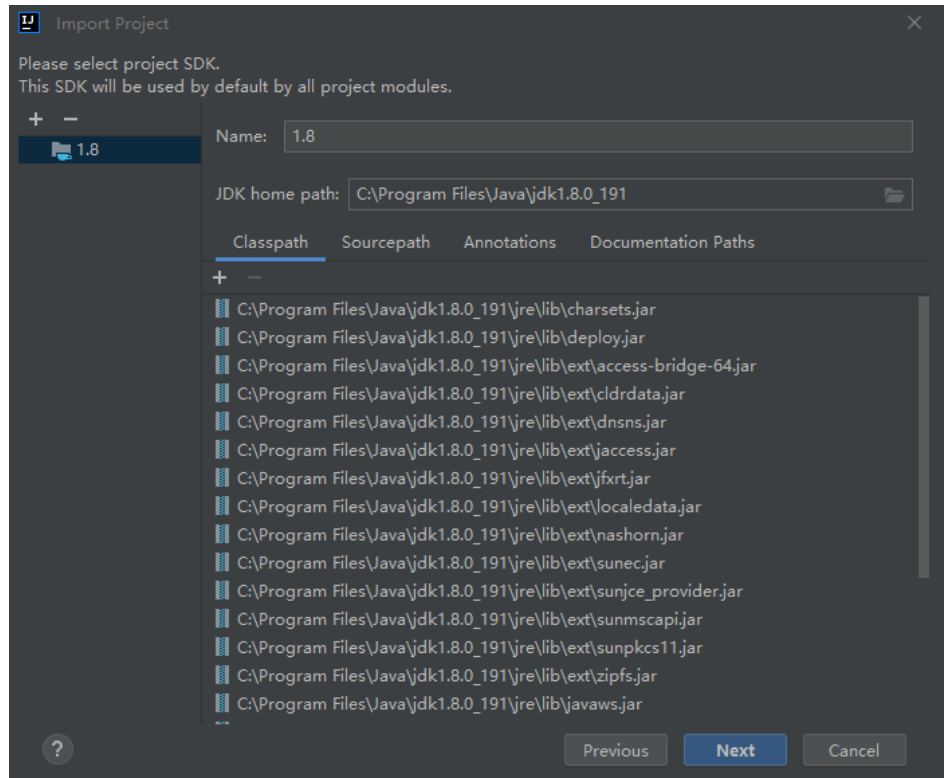 Import Project
Please select project SDK.
This SDK will be used by default by all project modules.
1.8
Name: 1.8
JDK home path: C:\Program Files\Java\jdk1.8.0_191
Classpath Sourcepath Annotations Documentation Paths
C:\Program Files\Java\jdk1.8.0_191\jre\lib\charsets.jar
C:\Program Files\Java\jdk1.8.0_191\jre\lib\deploy.jar
C:\Program Files\Java\jdk1.8.0_191\jre\lib\ext\access-bridge-64.jar
C:\Program Files\Java\jdk1.8.0_191\jre\lib\ext\cldrdata.jar
C:\Program Files\Java\jdk1.8.0_191\jre\lib\ext\dnsns.jar
C:\Program Files\Java\jdk1.8.0_191\jre\lib\ext\jaccess.jar
C:\Program Files\Java\jdk1.8.0_191\jre\lib\ext\jfxrt.jar
C:\Program Files\Java\jdk1.8.0_191\jre\lib\ext\localedata.jar
C:\Program Files\Java\jdk1.8.0_191\jre\lib\ext\nashorn.jar
C:\Program Files\Java\jdk1.8.0_191\jre\lib\ext\sunec.jar
C:\Program Files\Java\jdk1.8.0_191\jre\lib\ext\sunjce_provider.jar
C:\Program Files\Java\jdk1.8.0_191\jre\lib\ext\sunmscapi.jar
C:\Program Files\Java\jdk1.8.0_191\jre\lib\ext\sunpkcs11.jar
C:\Program Files\Java\jdk1.8.0_191\jre\lib\ext\zipfs.jar
C:\Program Files\Java\jdk1.8.0_191\jre\lib\javaws.jar
? Previous Next Cancel